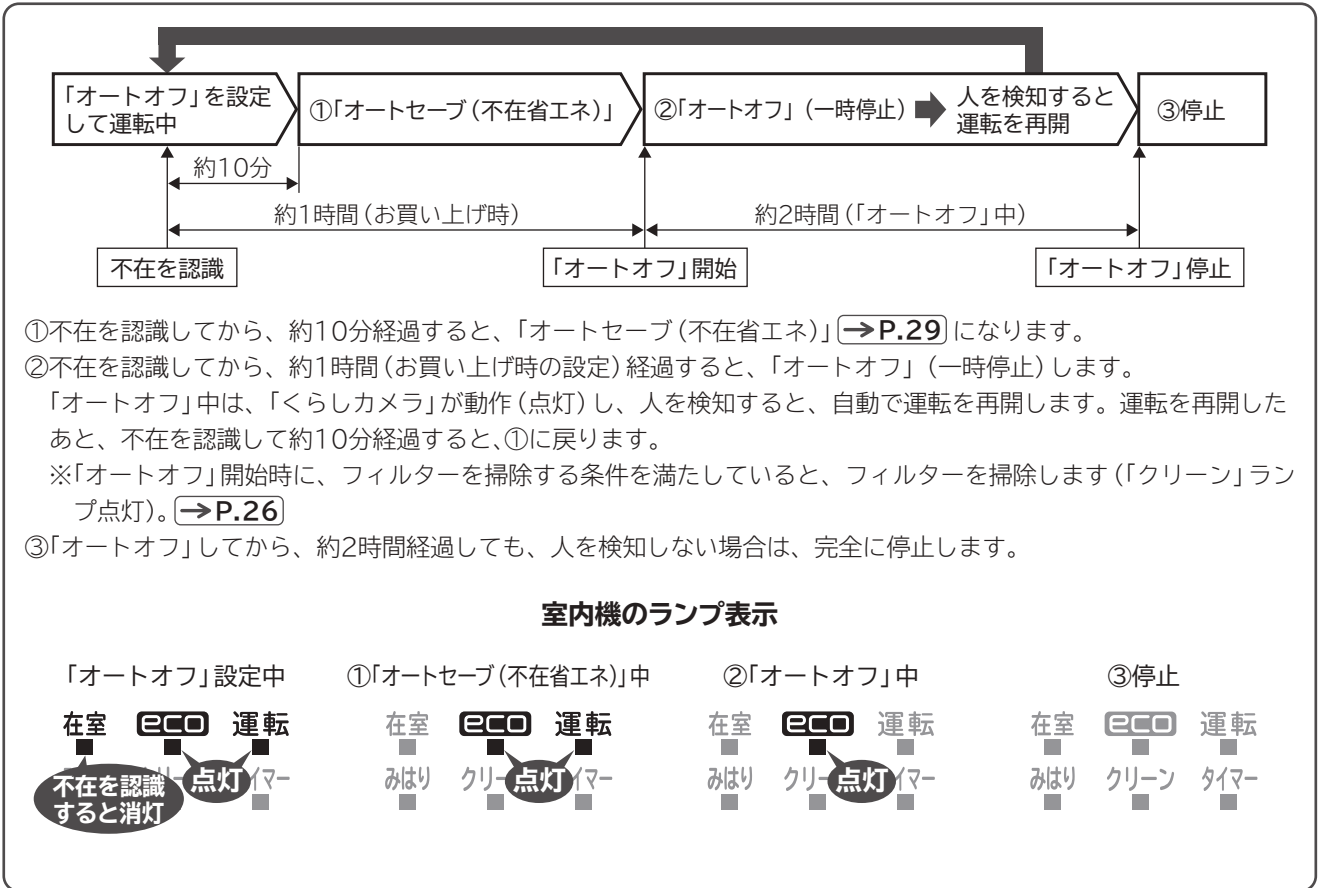 「オートオフ」を設定
して運転中
①「オートセーブ(不在省エネ)」
②「オートオフ」(一時停止)
人を検知すると
運転を再開
③停止
約10分
約1時間(お買い上げ時)
約2時間(「オートオフ」中)
不在を認識
「オートオフ」開始
「オートオフ」停止
①不在を認識してから、約10分経過すると、「オートセーブ(不在省エネ)」→P.29になります。
②不在を認識してから、約1時間(お買い上げ時の設定)経過すると、「オートオフ」(一時停止)します。
「オートオフ」中は、「くらしカメラ」が動作(点灯)し、人を検知すると、自動で運転を再開します。運転を再開した
あと、不在を認識して約10分経過すると、①に戻ります。
※「オートオフ」開始時に、フィルターを掃除する条件を満たしていると、フィルターを掃除します(「クリーン」ラン
プ点灯)。→P.26
③「オートオフ」してから、約2時間経過しても、人を検知しない場合は、完全に停止します。
室内機のランプ表示
「オートオフ」設定中
在室 eco 運転
不在を認識
すると消灯
点灯 イマー
①「オートセーブ(不在省エネ)」中
在室 eco 運転
みはり クリー 点灯 イマー
②「オートオフ」中
在室 eco 運転
みはり クリー 点灯 イマー
③停止
在室 eco 運転
みはり クリーン タイマー